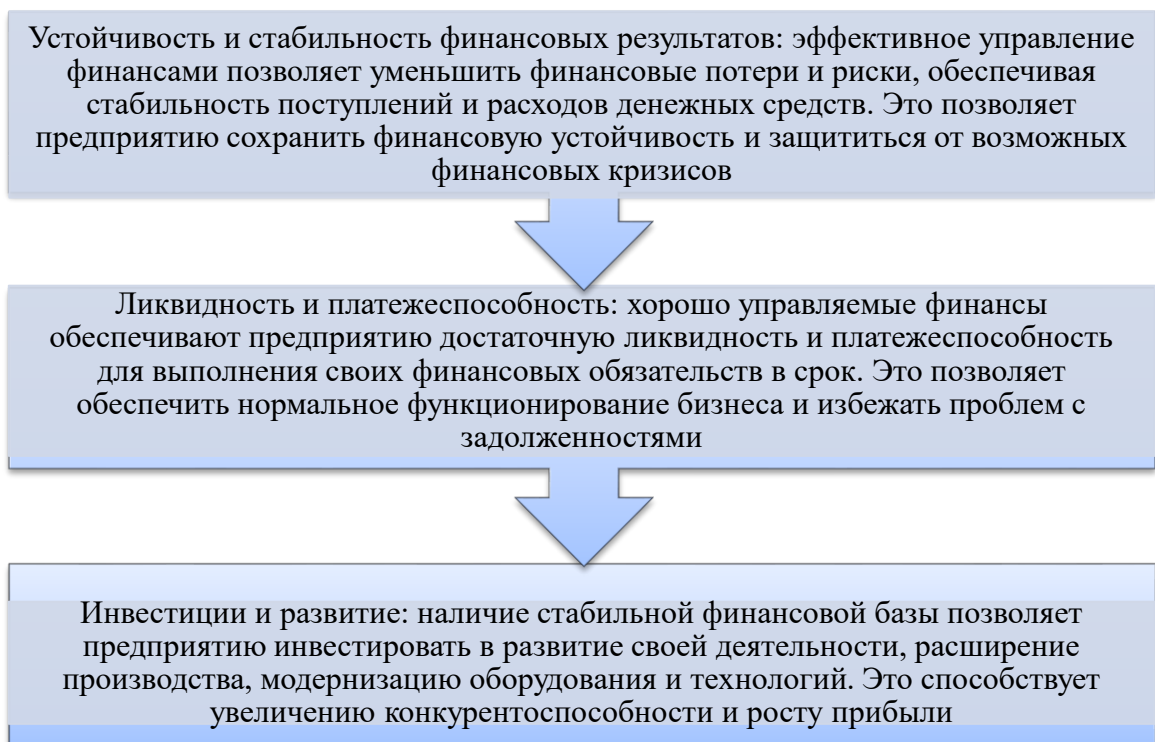 Устойчивость и стабильность финансовых результатов: эффективное управление
финансами позволяет уменьшить финансовые потери и риски, обеспечивая
стабильность поступлений и расходов денежных средств. Это позволяет
предприятию сохранить финансовую устойчивость и защититься от возможных
финансовых кризисов
Ликвидность и платежеспособность: хорошо управляемые финансы
обеспечивают предприятию достаточную ликвидность и платежеспособность
для выполнения своих финансовых обязательств в срок. Это позволяет
обеспечить нормальное функционирование бизнеса и избежать проблем с
задолженностями
Инвестиции и развитие: наличие стабильной финансовой базы позволяет
предприятию инвестировать в развитие своей деятельности, расширение
производства, модернизацию оборудования и технологий. Это способствует
увеличению конкурентоспособности и росту прибыли